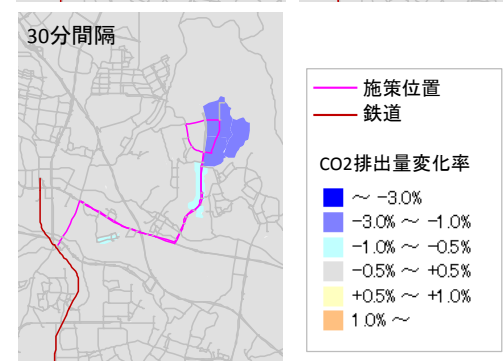 30分間隔
施策位置
鉄道
CO2排出量変化率
～ -3.0%
-3.0% ～ -1.0%
-1.0% ～ -0.5%
-0.5% ～ +0.5%
+0.5% ～ +1.0%
1.0% ～